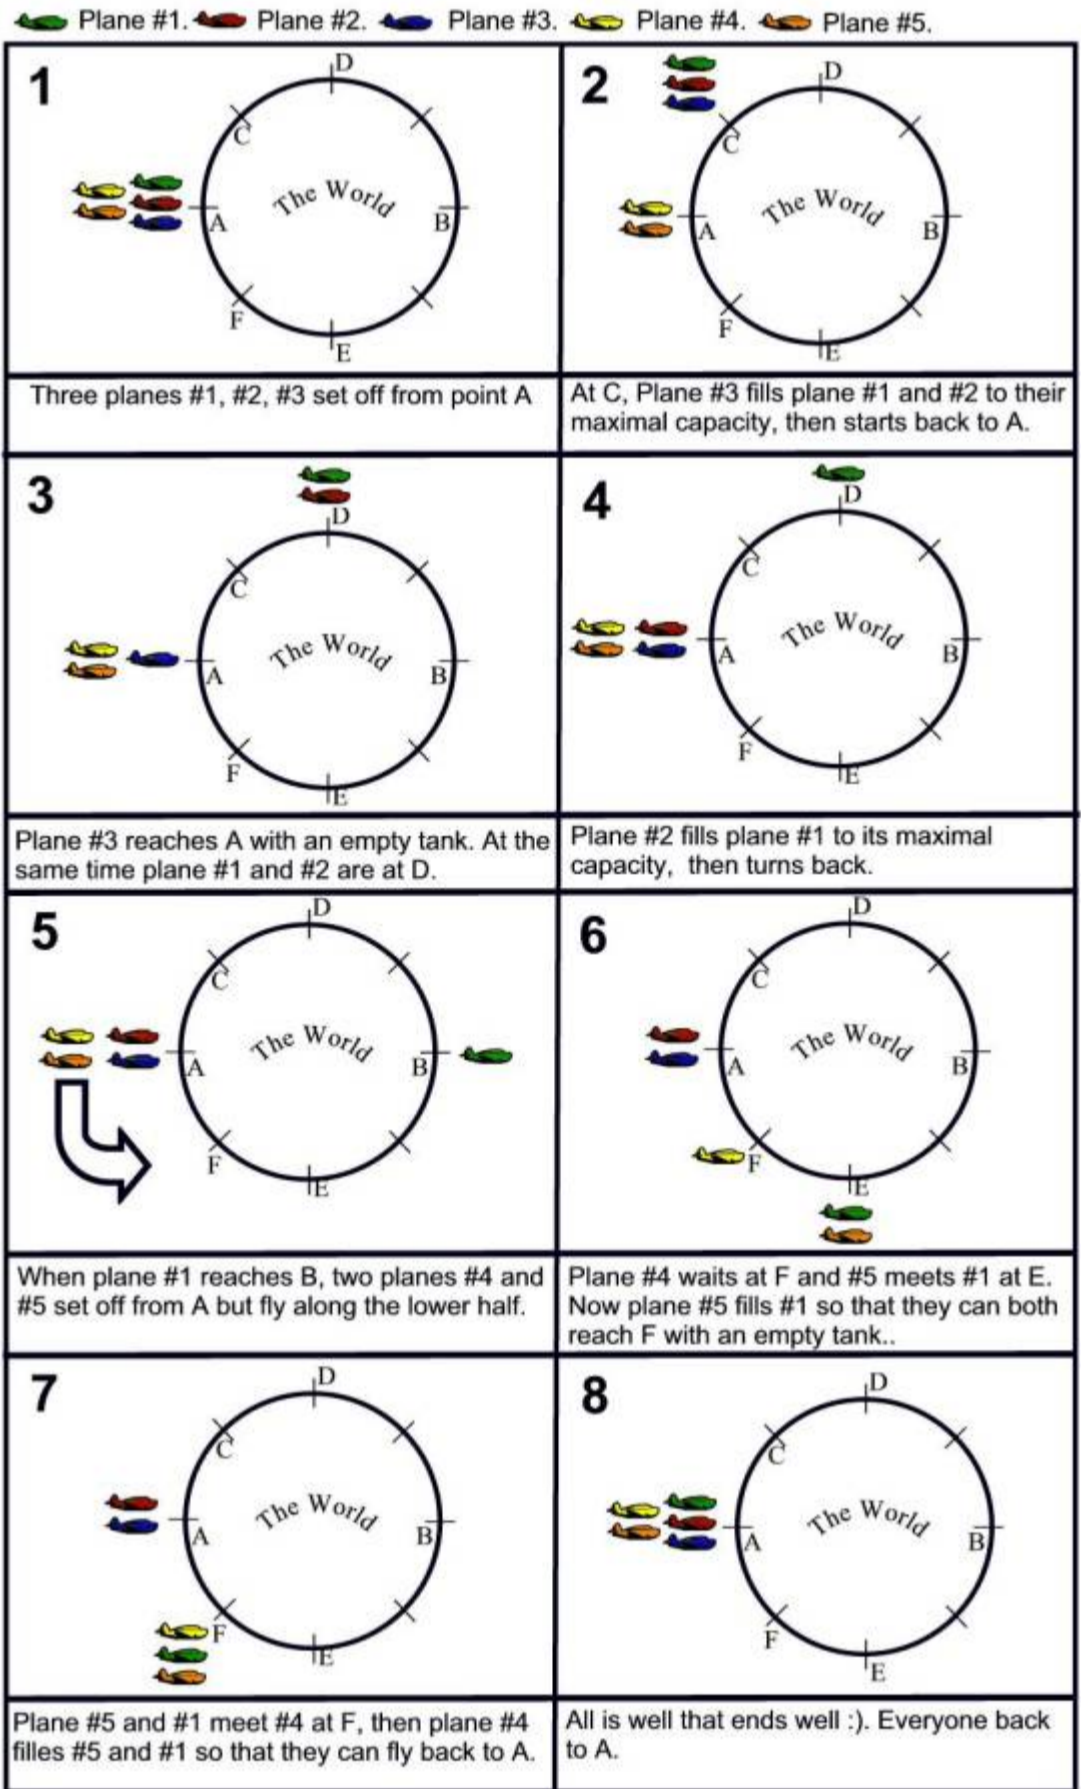 Plane #1. Plane #2. Plane #3. Plane #4. Plane #5.
1
D
C
The World
A
B
F
E
Three planes #1, #2, #3 set off from point A
2
D
C
The World
A
B
F
E
At C, Plane #3 fills plane #1 and #2 to their
maximal capacity, then starts back to A.
3
D
C
The World
A
B
F
E
Plane #3 reaches A with an empty tank. At the
same time plane #1 and #2 are at D.
4
D
C
The World
A
B
F
E
Plane #2 fills plane #1 to its maximal
capacity, then turns back.
5
D
C
The World
A
B
F
E
When plane #1 reaches B, two planes #4 and
#5 set off from A but fly along the lower half.
6
D
C
The World
A
B
F
E
Plane #4 waits at F and #5 meets #1 at E.
Now plane #5 fills #1 so that they can both
reach F with an empty tank..
7
D
C
The World
A
B
F
E
Plane #5 and #1 meet #4 at F, then plane #4
filles #5 and #1 so that they can fly back to A.
8
D
C
The World
A
B
F
E
All is well that ends well :). Everyone back
to A.